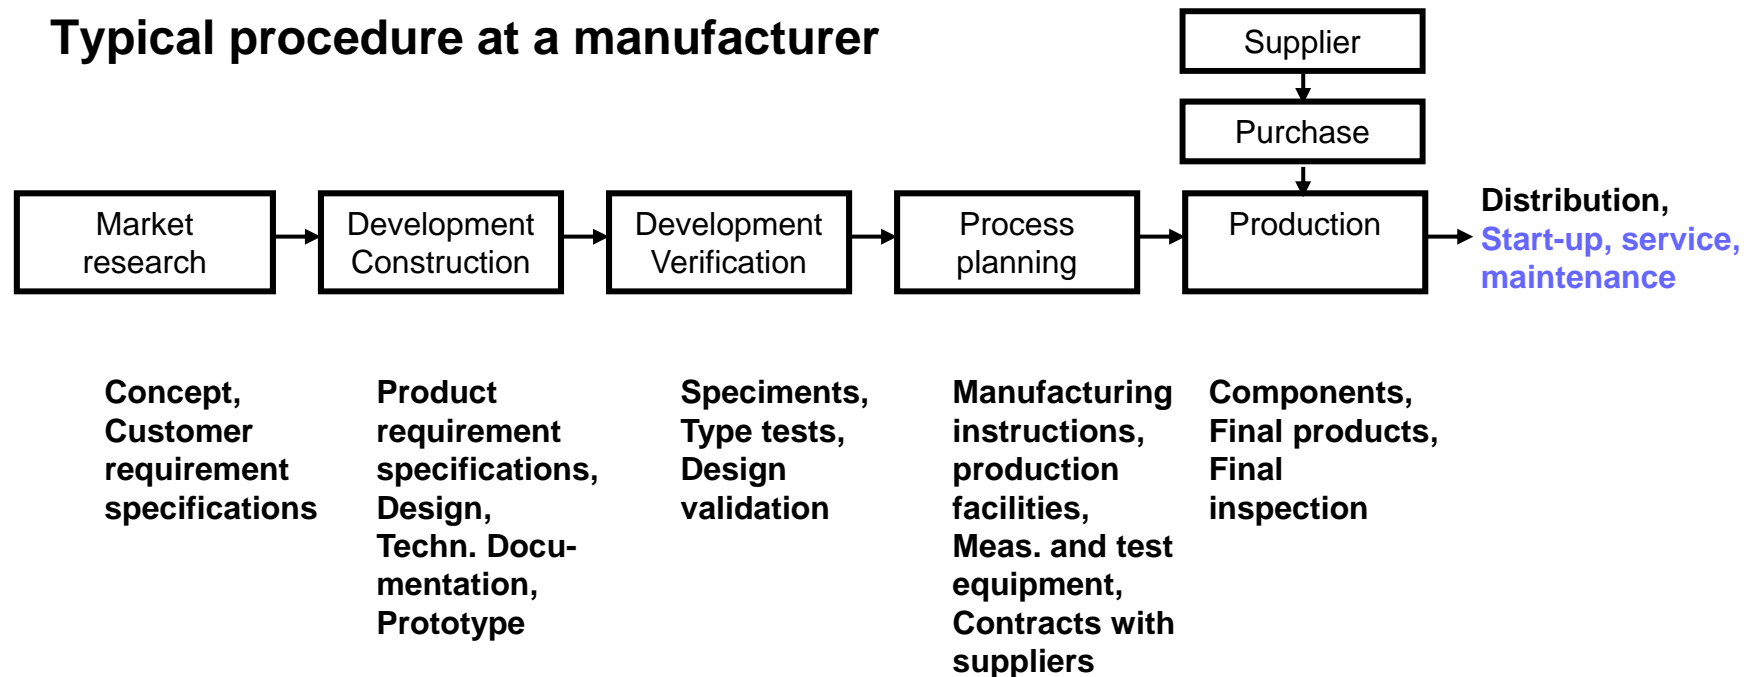 Typical procedure at a manufacturer
Supplier
Purchase
Market
research
Development
Construction
Development
Verification
Process
planning
Production
Distribution,
Start-up, service,
maintenance
Concept,
Customer
requirement
specifications
Product
requirement
specifications,
Design,
Techn. Docu-
mentation,
Prototype
Speciments,
Type tests,
Design
validation
Manufacturing
instructions,
production
facilities,
Meas. and test
equipment,
Contracts with
suppliers
Components,
Final products,
Final
inspection